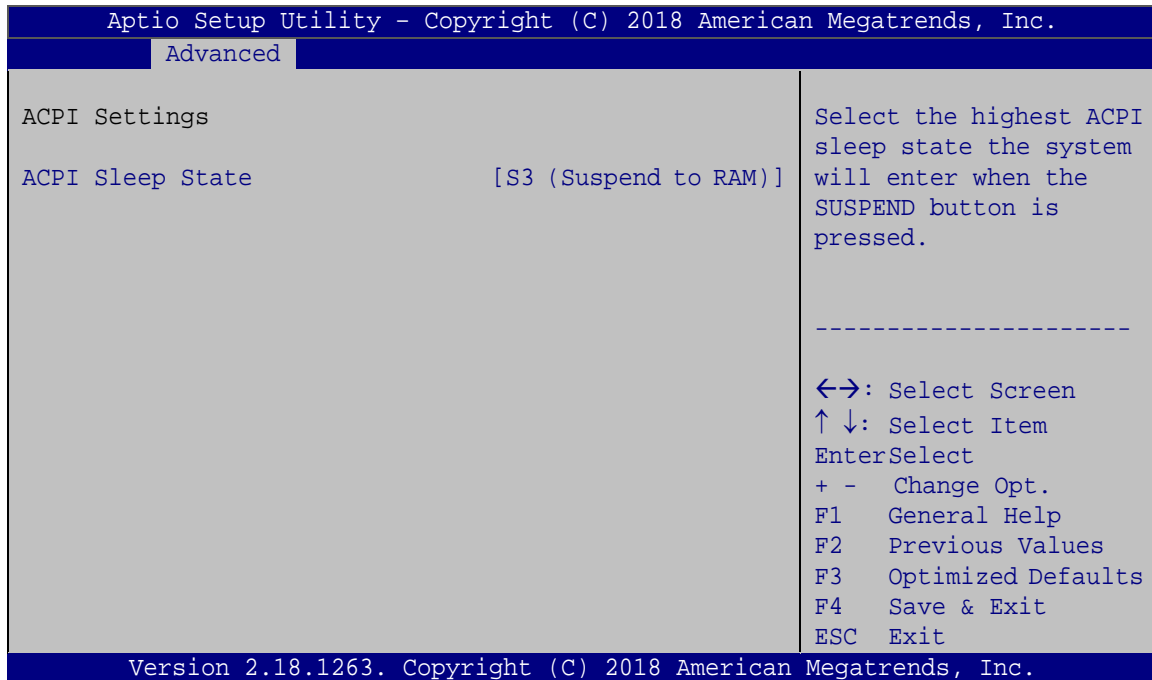 Aptio Setup Utility – Copyright (C) 2018 American Megatrends, Inc.
Advanced
ACPI Settings
ACPI Sleep State [S3 (Suspend to RAM)]
Select the highest ACPI
sleep state the system
will enter when the
SUSPEND button is
pressed.
----------------------
←→: Select Screen
↑ ↓: Select Item
EnterSelect
+ - Change Opt.
F1 General Help
F2 Previous Values
F3 Optimized Defaults
F4 Save & Exit
ESC Exit
Version 2.18.1263. Copyright (C) 2018 American Megatrends, Inc.